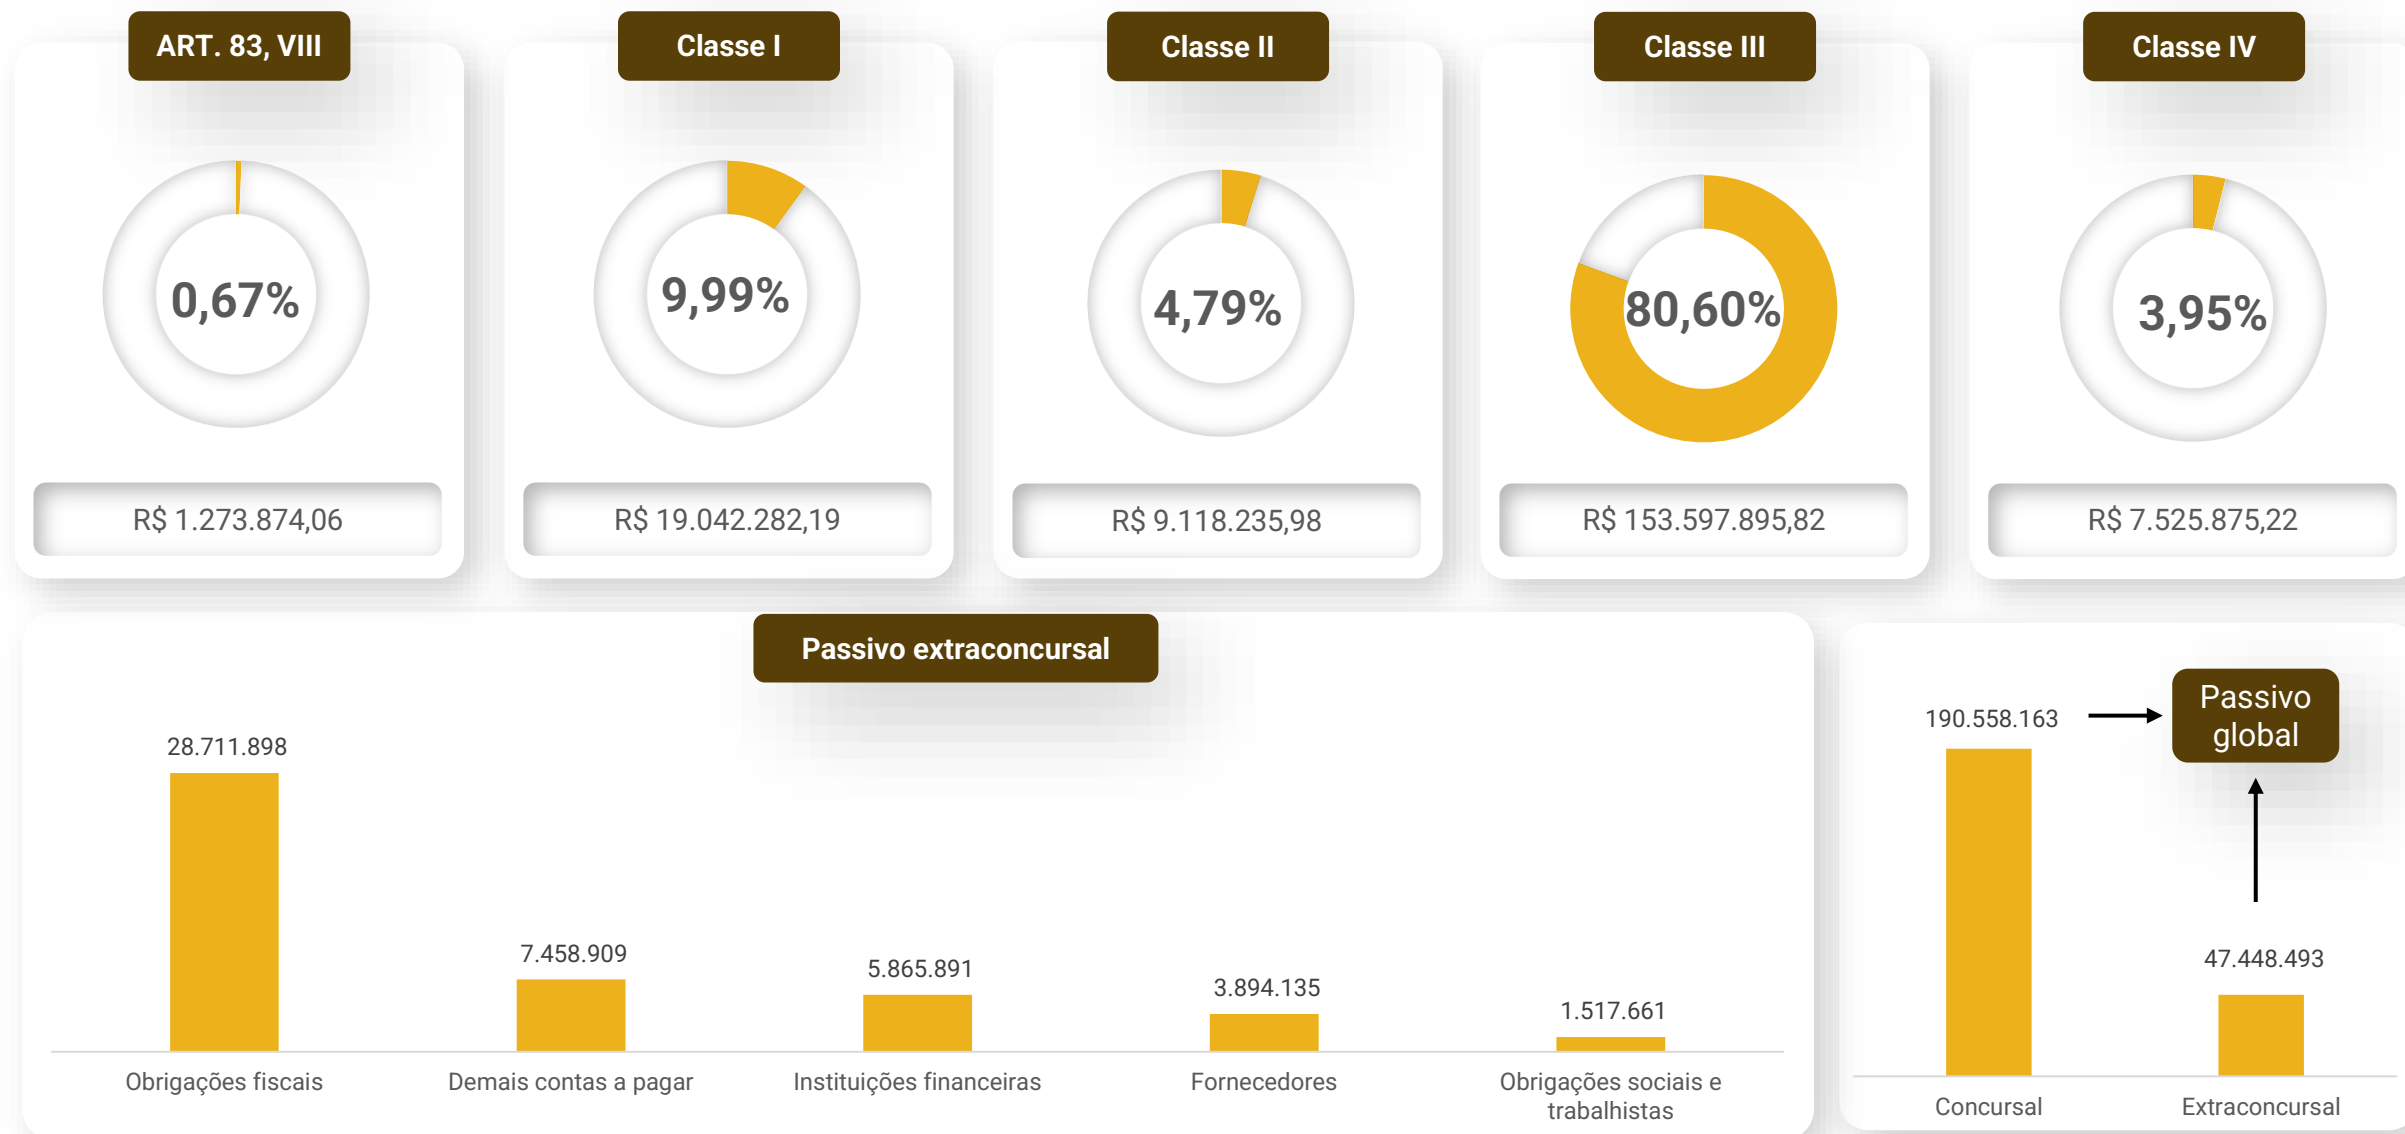 ART. 83, VIII
0,67%
R$ 1.273.874,06
Classe I
9,99%
R$ 19.042.282,19
Classe II
4,79%
R$ 9.118.235,98
Classe III
80,60%
R$ 153.597.895,82
Classe IV
3,95%
R$ 7.525.875,22
Passivo extraconcursal
28.711.898
7.458.909
5.865.891
3.894.135
1.517.661
Obrigações fiscais
Demais contas a pagar
Instituições financeiras
Fornecedores
Obrigações sociais e
trabalhistas
Passivo
global
190.558.163
47.448.493
Concursal
Extraconcursal